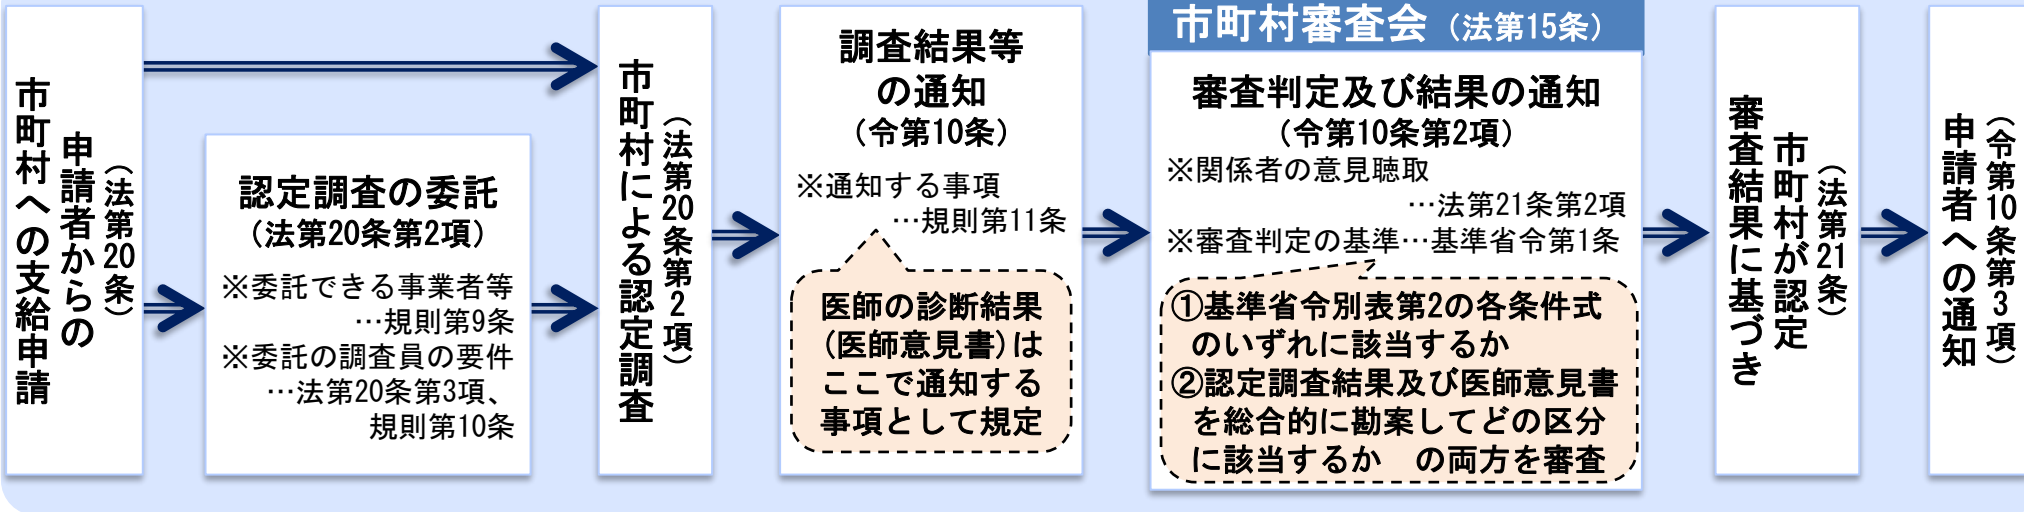 市町村への支給申請
申請者からの
（法第20条）
認定調査の委託
（法第20条第2項）
※委託できる事業者等
…規則第9条
※委託の調査員の要件
…法第20条第3項、
規則第10条
市町村による認定調査
（法第20条第2項）
調査結果等
の通知
（令第10条）
※通知する事項
…規則第11条
医師の診断結果
（医師意見書）は
ここで通知する
事項として規定
市町村審査会（法第15条）
審査判定及び結果の通知
（令第10条第2項）
※関係者の意見聴取
…法第21条第2項
※審査判定の基準…基準省令第1条
①基準省令別表第2の各条件式
のいずれに該当するか
②認定調査結果及び医師意見書
を総合的に勘案してどの区分
に該当するか　の両方を審査
審査結果に基づき
市町村が認定
（法第21条）
申請者への通知
（令第10条第3項）